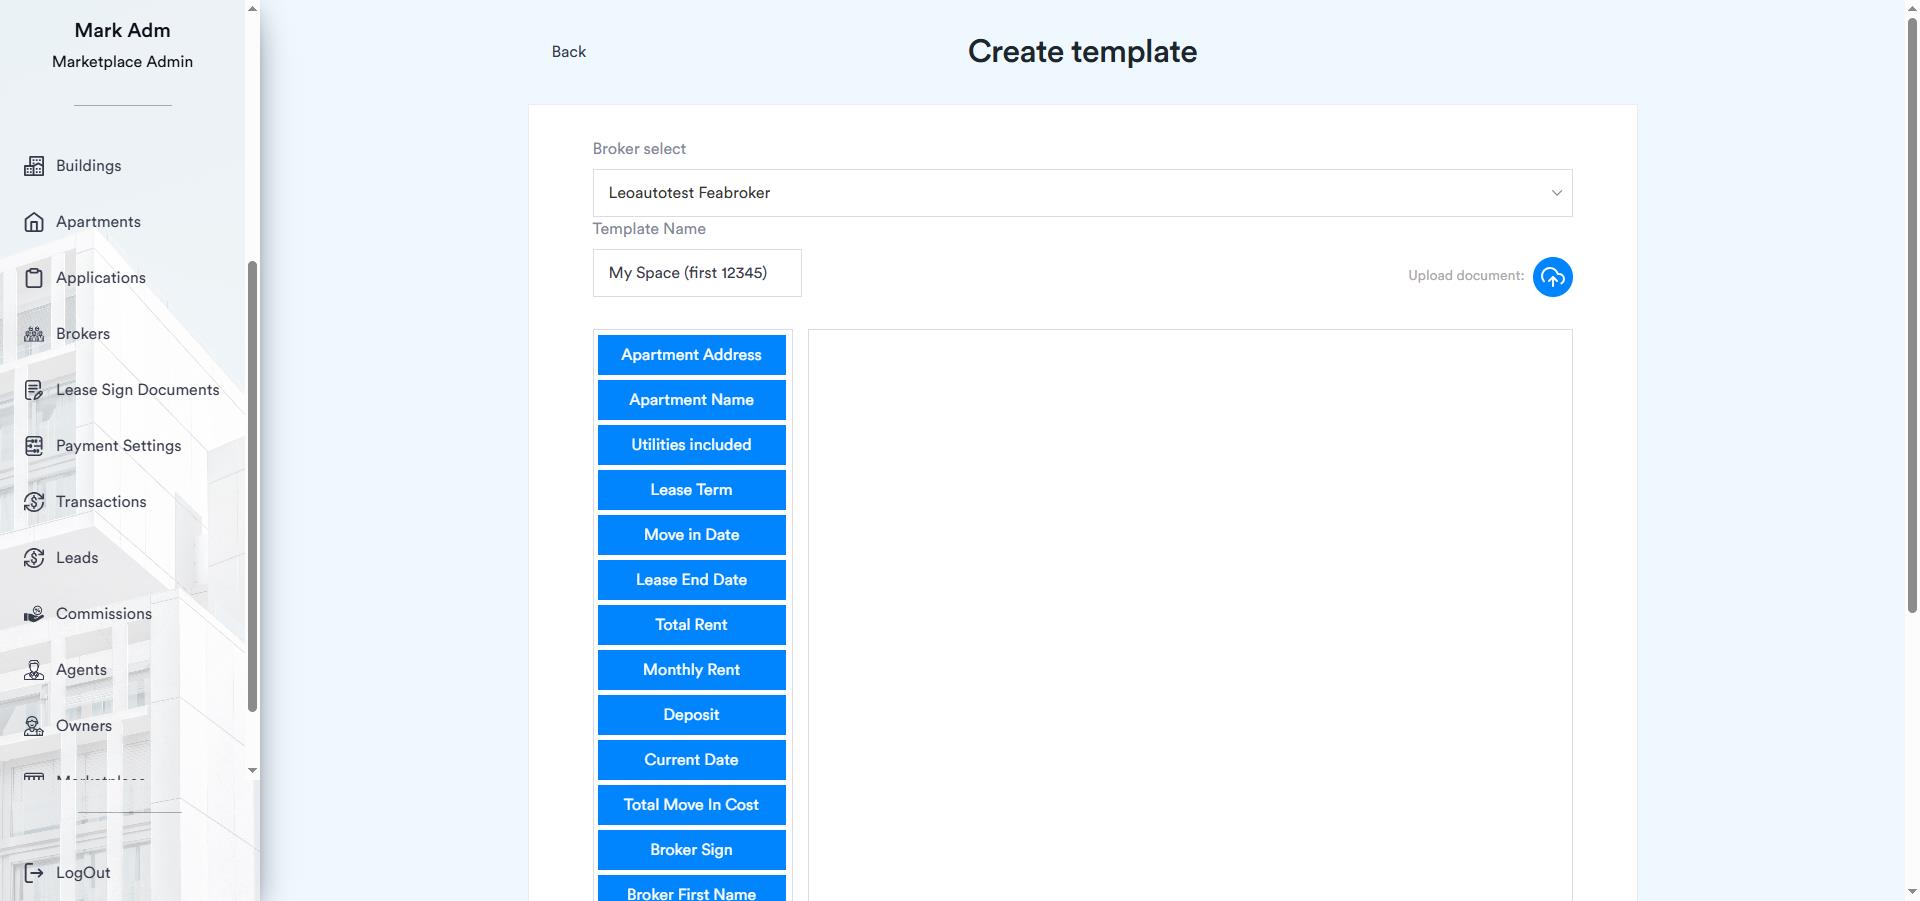 Mark Adm
Marketplace Admin
Buildings
Apartments
Applications
Brokers
Lease Sign Documents
Payment Settings
Transactions
Leads
Commissions
Agents
Owners
Marketplace
LogOut
Back
Create template
Broker select
Leoautotest Feabroker
Template Name
My Space (first 12345)
Upload document:
Apartment Address
Apartment Name
Utilities included
Lease Term
Move in Date
Lease End Date
Total Rent
Monthly Rent
Deposit
Current Date
Total Move In Cost
Broker Sign
Broker First Name